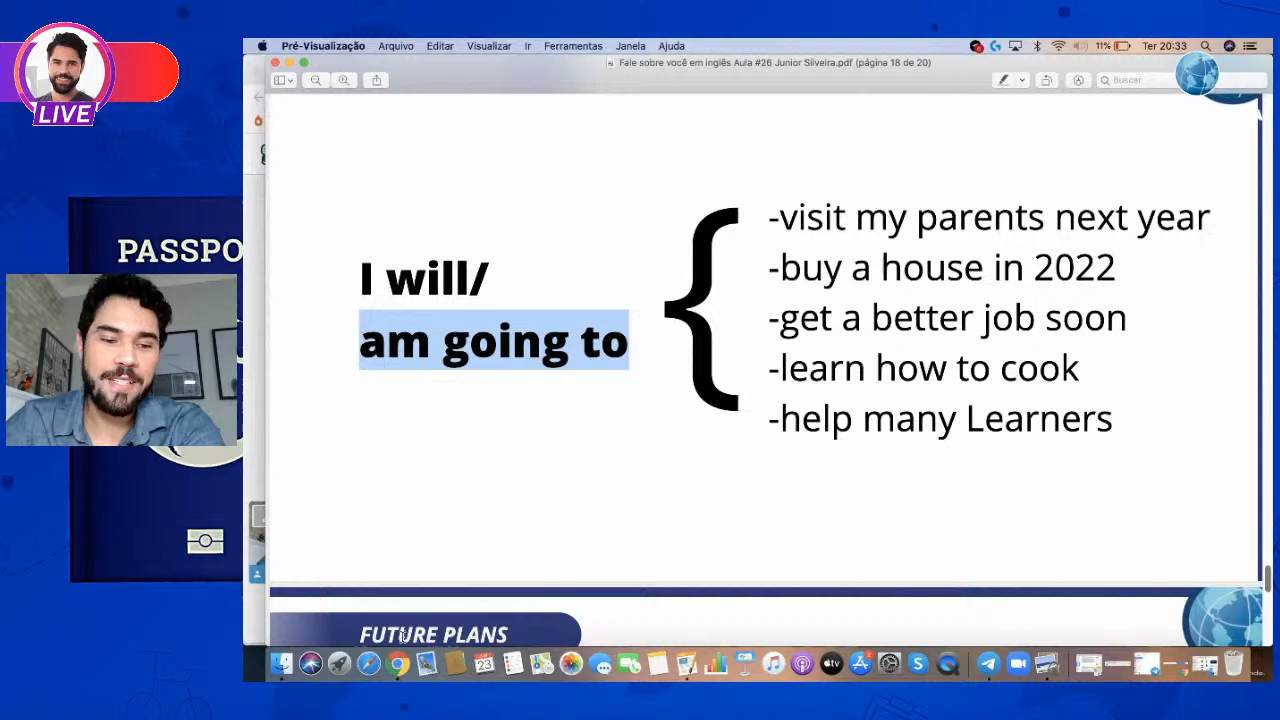 LIVE
Pré-Visualização Arquivo Editar Visualizar Ir Ferramentas Janela Ajuda 11% Ter 20:33
Fale sobre você em inglês Aula #26 Junior Silveira.pdf (página 18 de 20)
Buscar
PASSPO
I will/
am going to
-visit my parents next year
-buy a house in 2022
-get a better job soon
-learn how to cook
-help many Learners
FUTURE PLANS
23
tv